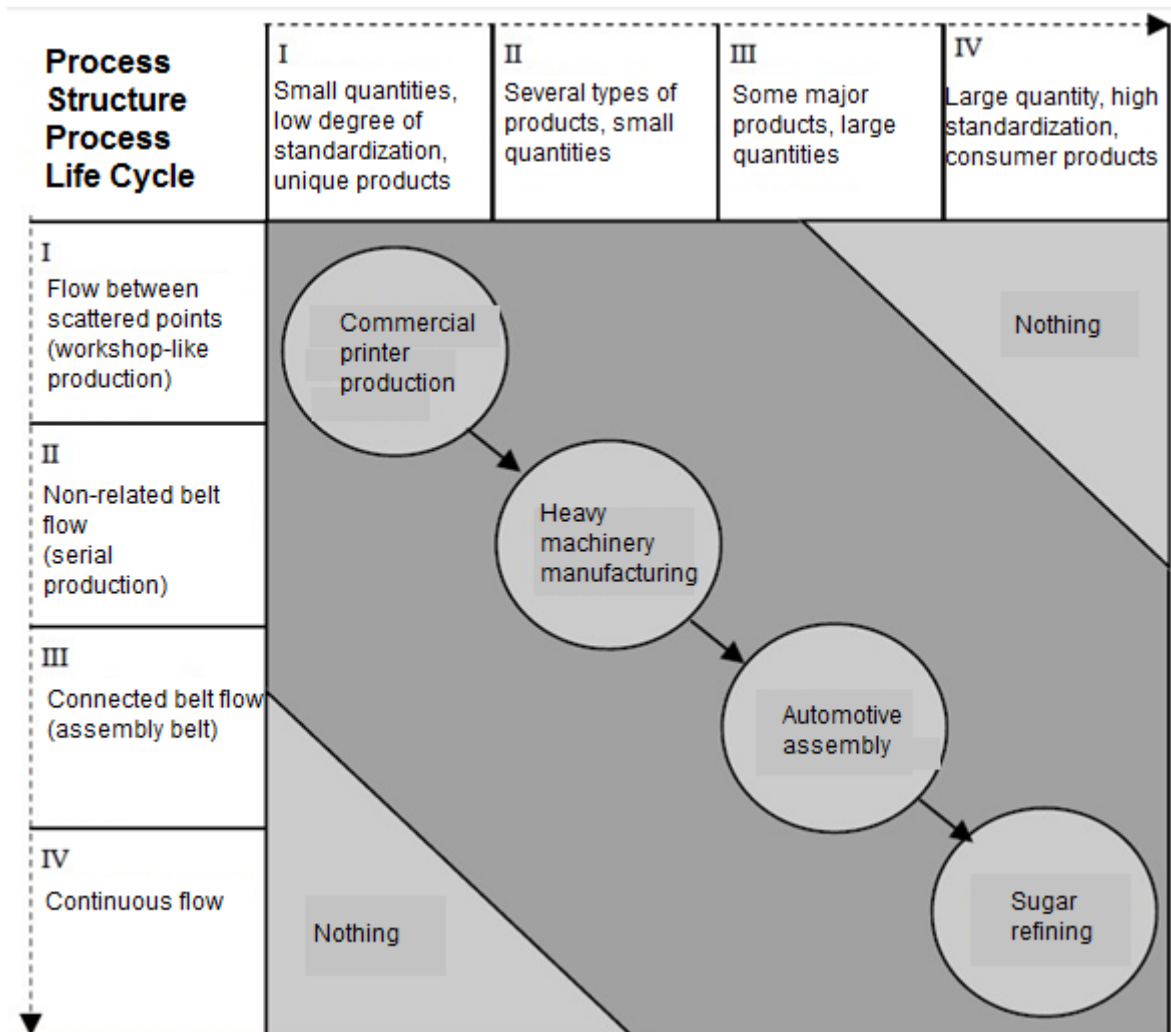 Process
Structure
Process
Life Cycle
I
Small quantities,
low degree of
standardization,
unique products
II
Several types of
products, small
quantities
III
Some major
products, large
quantities
IV
Large quantity, high
standardization,
consumer products
I
Flow between
scattered points
(workshop-like
production)
Commercial
printer
production
Nothing
II
Non-related belt
flow
(serial
production)
Heavy
machinery
manufacturing
III
Connected belt flow
(assembly belt)
Automotive
assembly
IV
Continuous flow
Nothing
Sugar
refining